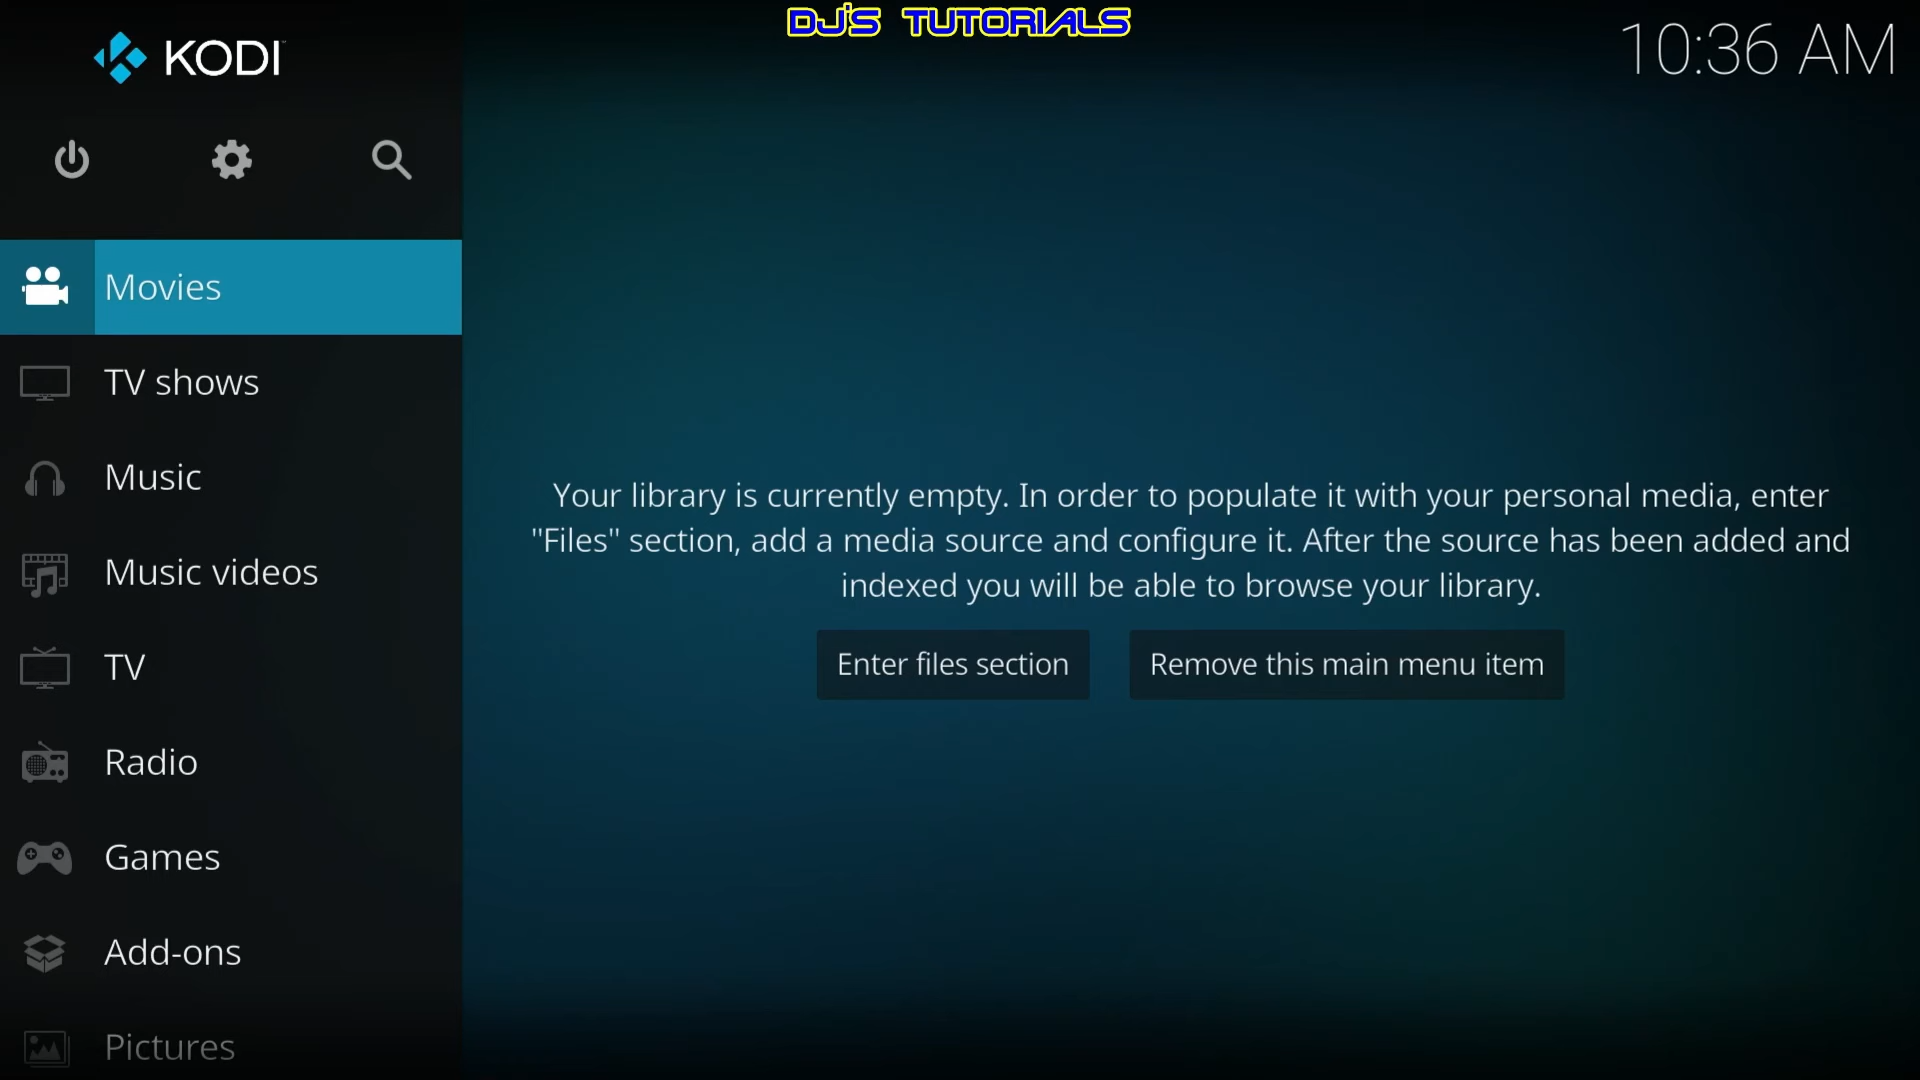 DJ'S TUTORIALS
KODI
10:36 AM
Movies
TV shows
Music
Music videos
TV
Radio
Games
Add-ons
Pictures
Your library is currently empty. In order to populate it with your personal media, enter
"Files" section, add a media source and configure it. After the source has been added and
indexed you will be able to browse your library.
Enter files section
Remove this main menu item